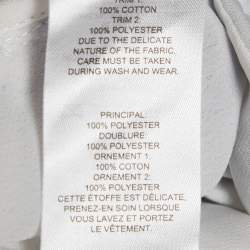 TRIM 1:
100% COTTON
TRIM 2:
100% POLYESTER
DUE TO THE DELICATE
NATURE OF THE FABRIC,
CARE MUST BE TAKEN
DURING WASH AND WEAR.
PRINCIPAL:
100% POLYESTER
DOUBLURE:
100% POLYESTER
ORNEMENT 1:
100% COTON
ORNEMENT 2:
100% POLYESTER
CETTE ÉTOFFE EST DÉLICATE,
PRENEZ-EN SOIN LORSQUE
VOUS LAVEZ ET PORTEZ
LE VÊTEMENT.